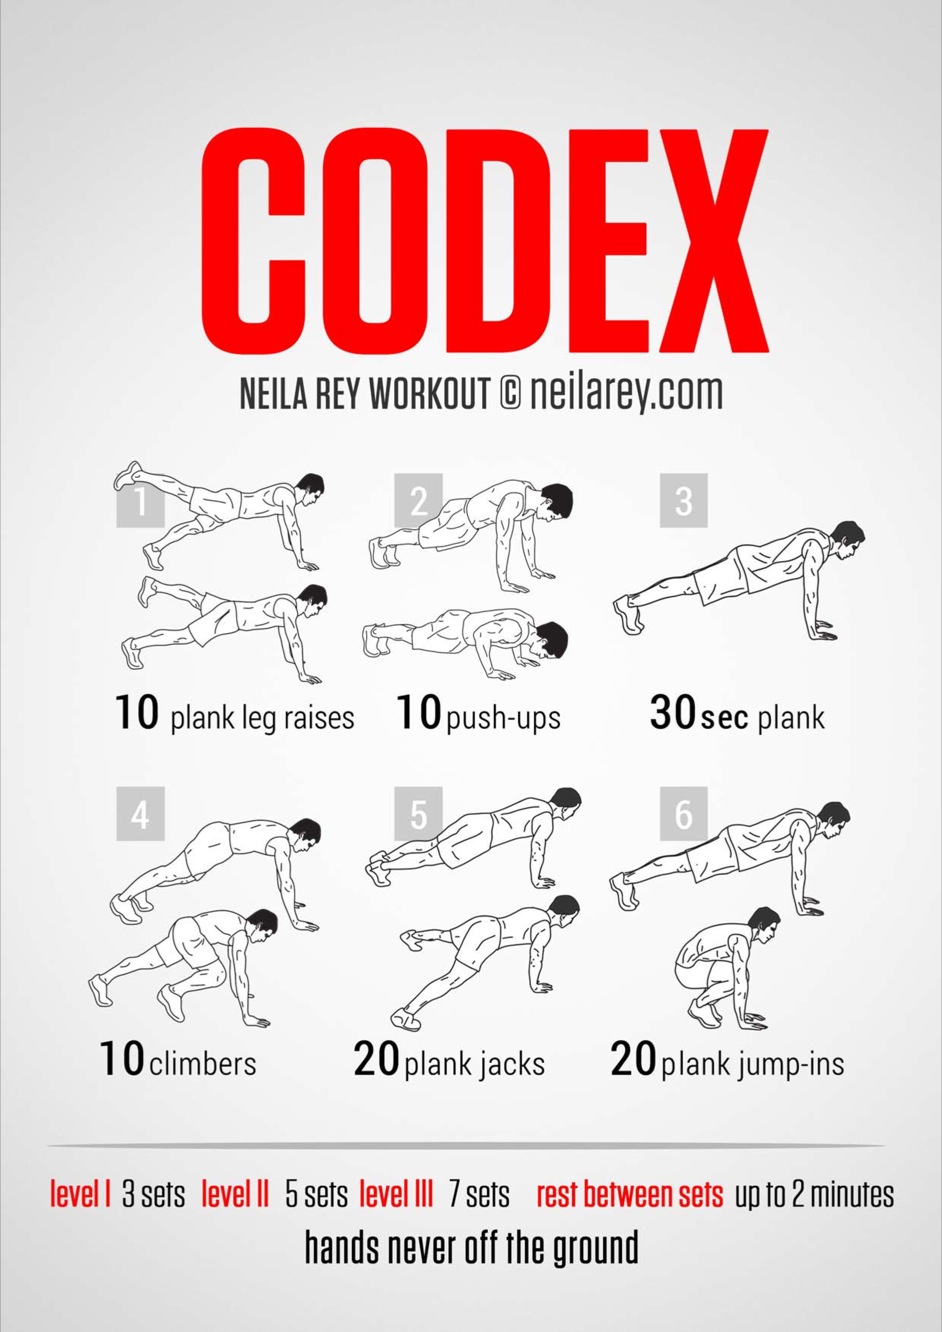 CODEX
NEILA REY WORKOUT © neilarey.com
1
2
3
10 plank leg raises
10 push-ups
30 sec plank
4
5
6
10 climbers
20 plank jacks
20 plank jump-ins
level I 3 sets level II 5 sets level III 7 sets rest between sets up to 2 minutes
hands never off the ground